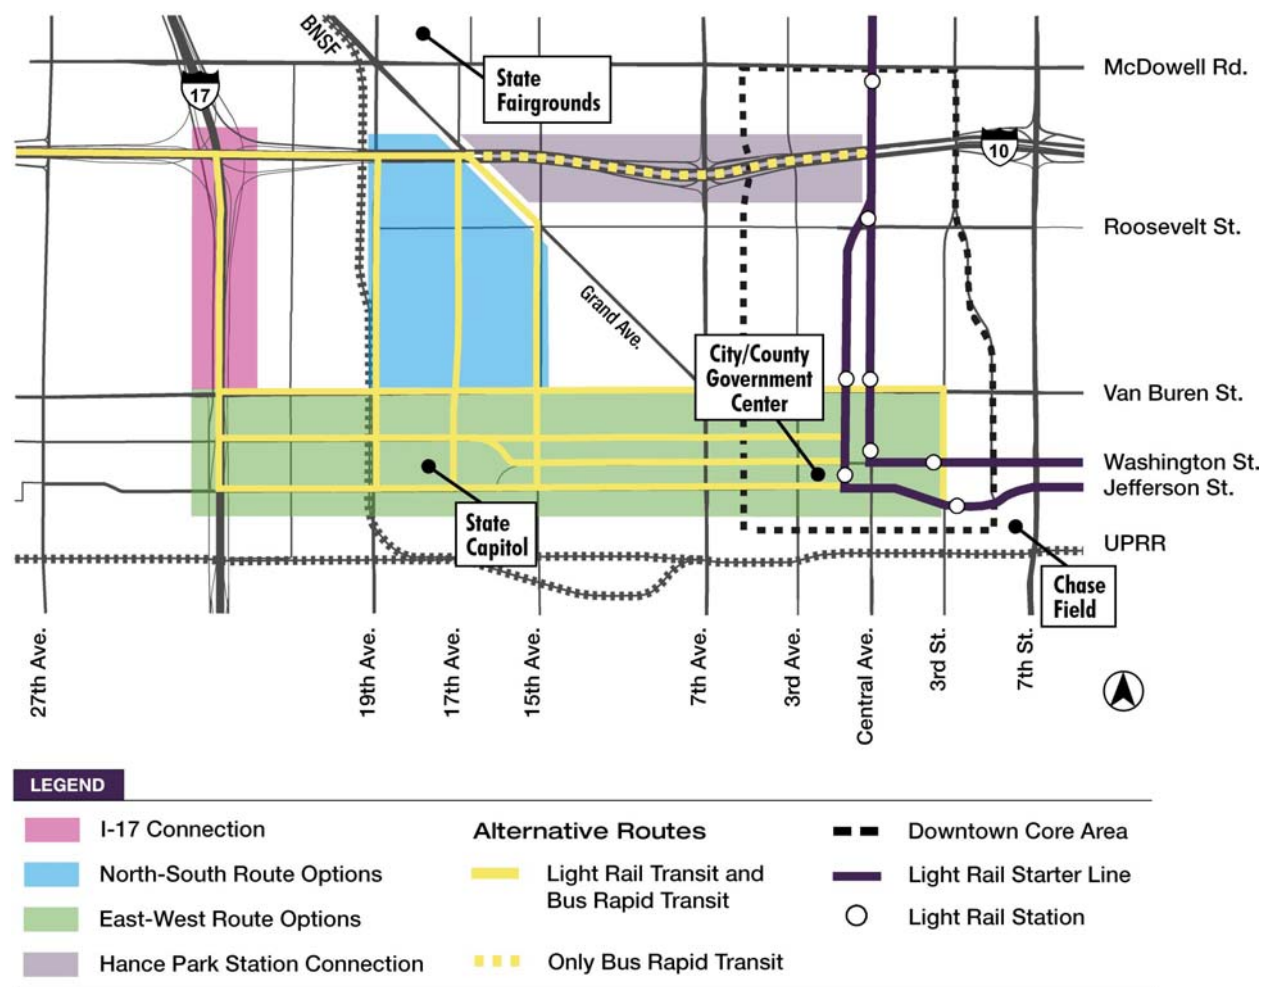 BNSF
State
Fairgrounds
McDowell Rd.
17
10
Roosevelt St.
Grand Ave.
City/County
Government
Center
Van Buren St.
Washington St.
Jefferson St.
State
Capitol
UPRR
Chase
Field
27th Ave.
19th Ave.
17th Ave.
15th Ave.
7th Ave.
3rd Ave.
Central Ave.
3rd St.
7th St.
LEGEND
I-17 Connection
North-South Route Options
East-West Route Options
Hance Park Station Connection
Alternative Routes
Light Rail Transit and
Bus Rapid Transit
Only Bus Rapid Transit
Downtown Core Area
Light Rail Starter Line
Light Rail Station